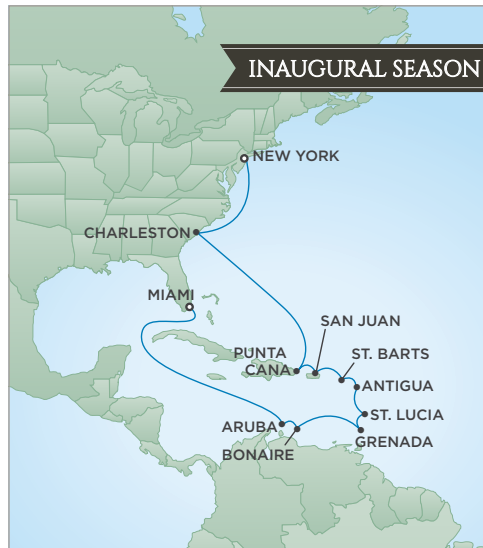 INAUGURAL SEASON
NEW YORK
CHARLESTON
MIAMI
SAN JUAN
PUNTA
CANA
ST. BARTS
ANTIGUA
ST. LUCIA
ARUBA
GRENADA
BONAIRE